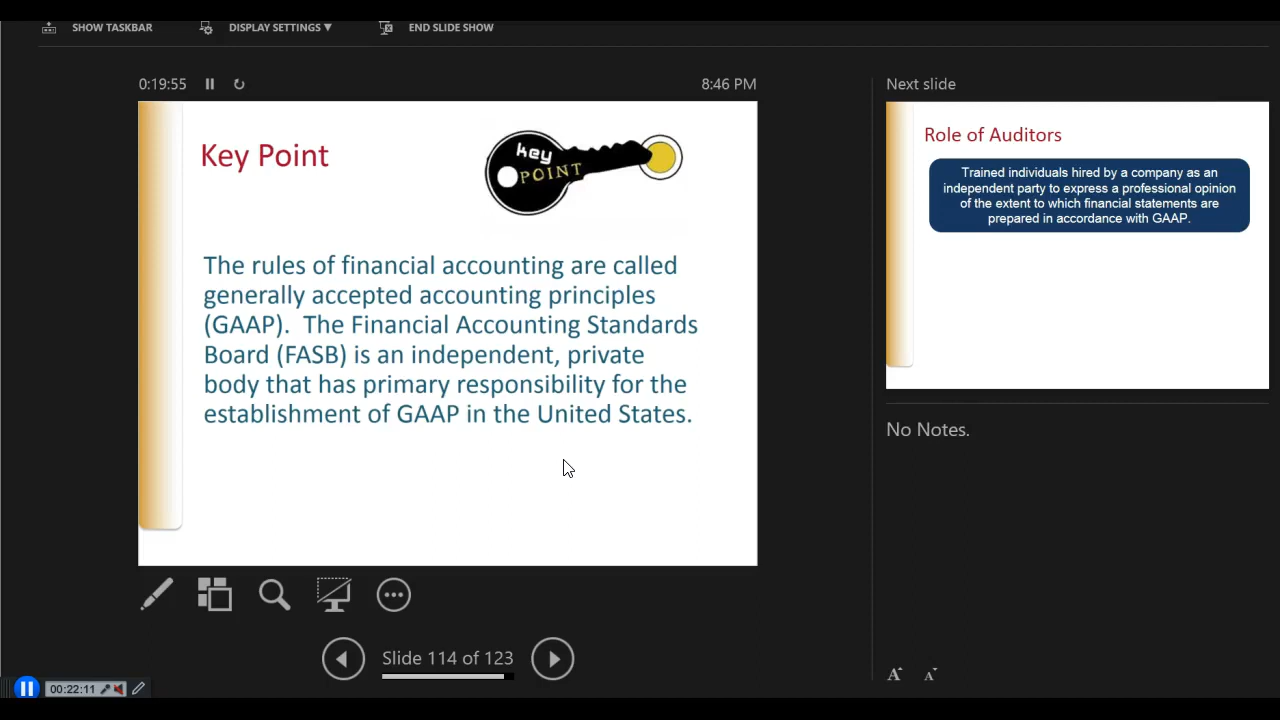 SHOW TASKBAR DISPLAY SETTINGS ▼ END SLIDE SHOW
0:19:55 8:46 PM
Key Point
key
POINT
The rules of financial accounting are called
generally accepted accounting principles
(GAAP).  The Financial Accounting Standards
Board (FASB) is an independent, private
body that has primary responsibility for the
establishment of GAAP in the United States.
Slide 114 of 123
Next slide
Role of Auditors
Trained individuals hired by a company as an
independent party to express a professional opinion
of the extent to which financial statements are
prepared in accordance with GAAP.
No Notes.
A A
00:22:11